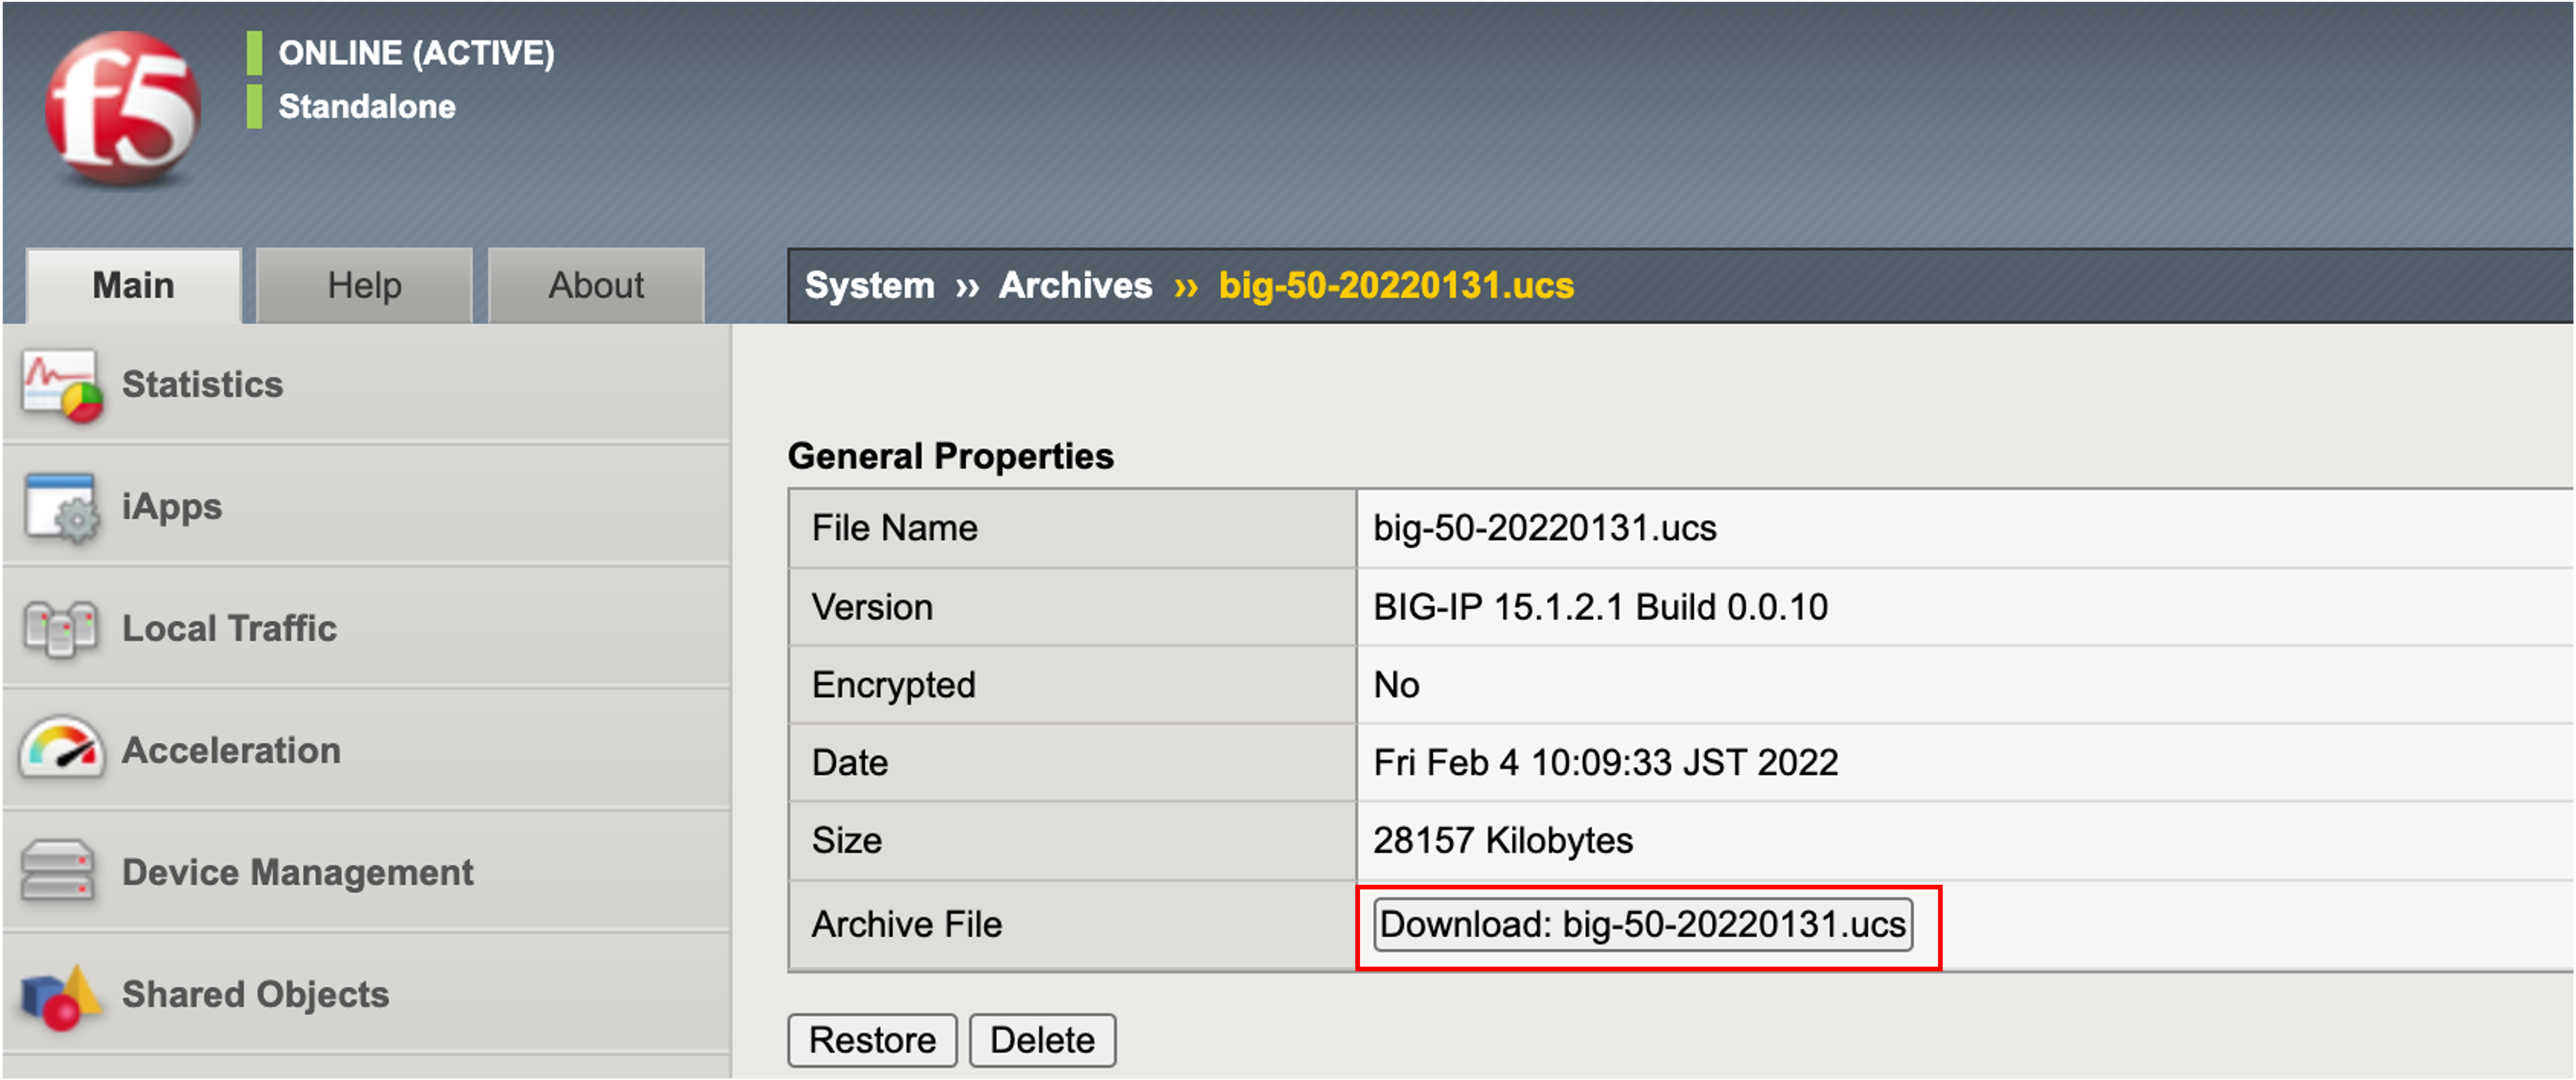 f5
ONLINE (ACTIVE)
Standalone
Main
Help
About
System ›› Archives ›› big-50-20220131.ucs
Statistics
iApps
Local Traffic
Acceleration
Device Management
Shared Objects
General Properties
File Name big-50-20220131.ucs
Version BIG-IP 15.1.2.1 Build 0.0.10
Encrypted No
Date Fri Feb 4 10:09:33 JST 2022
Size 28157 Kilobytes
Archive File Download: big-50-20220131.ucs
Restore Delete